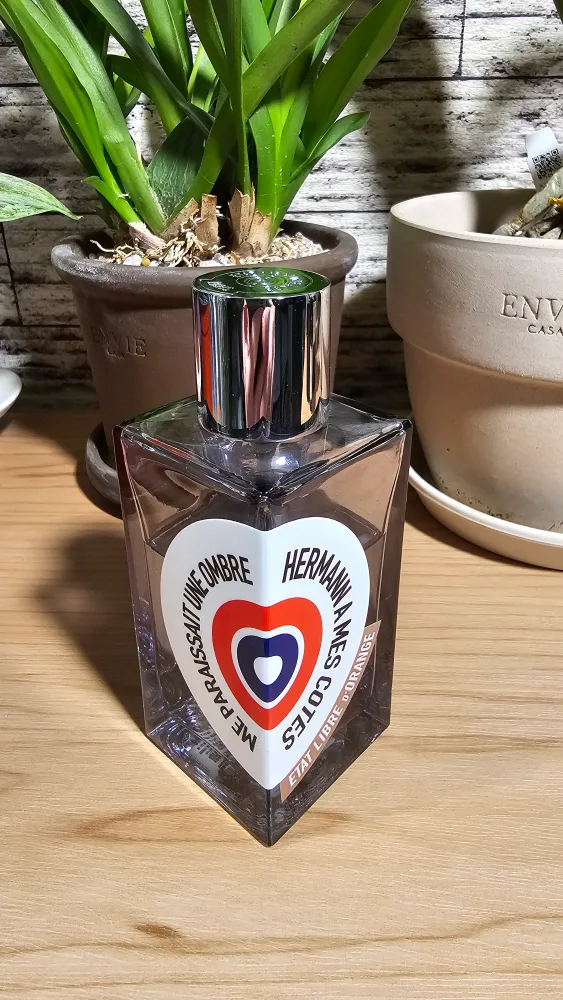 HERMANN A MES COTES
ME PARAISSAIT UNE OMBRE
ETAT LIBRE D'ORANGE
ENV
CASA